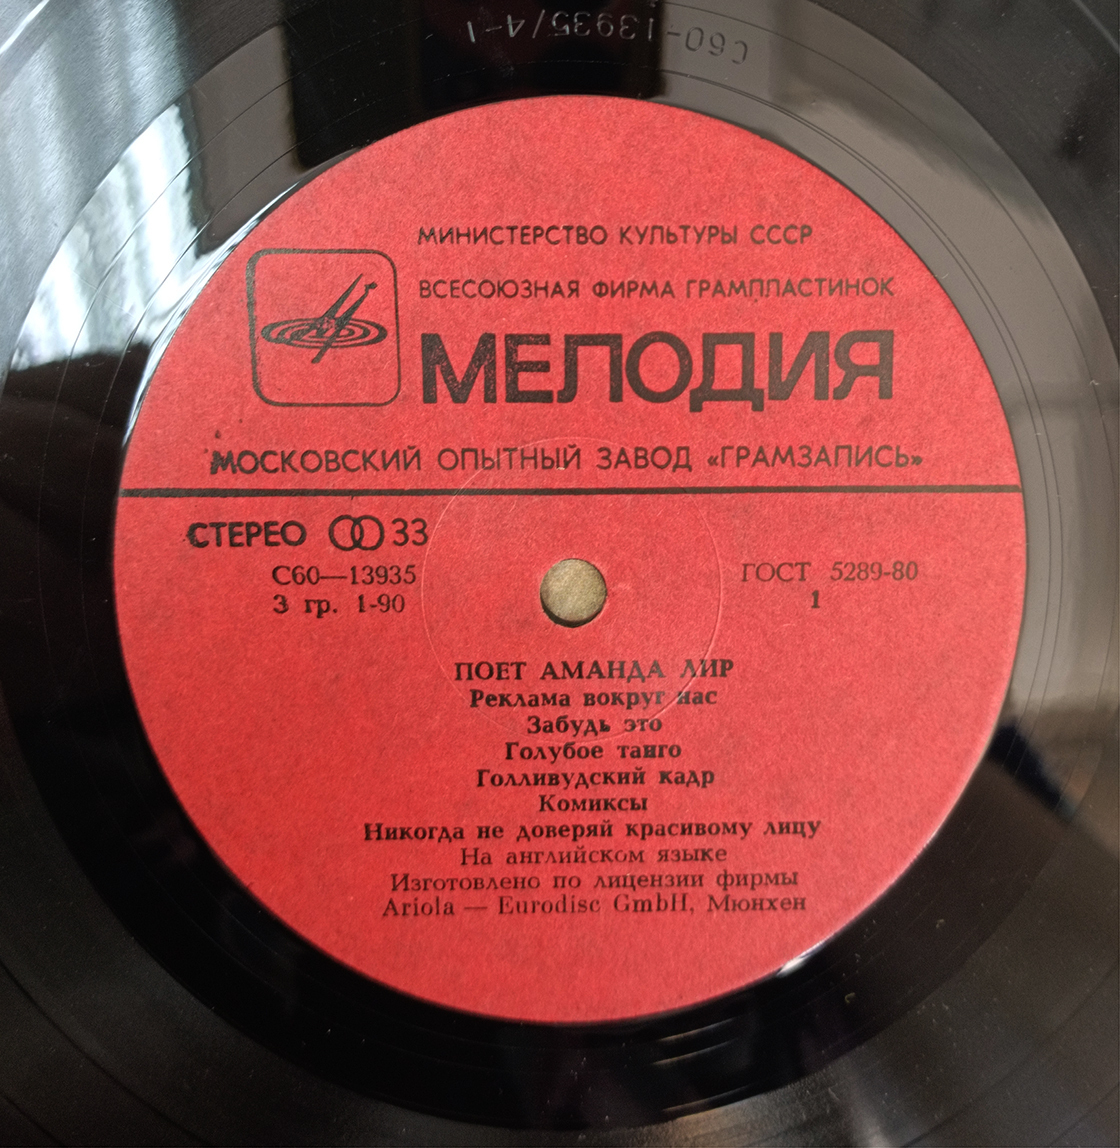 С60-13935/4-1
МИНИСТЕРСТВО КУЛЬТУРЫ СССР
ВСЕСОЮЗНАЯ ФИРМА ГРАМПЛАСТИНОК
МЕЛОДИЯ
МОСКОВСКИЙ ОПЫТНЫЙ ЗАВОД «ГРАМЗАПИСЬ»
СТЕРЕО 33
С60—13935 ГОСТ 5289-80
3 гр. 1-90 1
ПОЕТ АМАНДА ЛИР
Реклама вокруг нас
Забудь это
Голубое танго
Голливудский кадр
Комиксы
Никогда не доверяй красивому лицу
На английском языке
Изготовлено по лицензии фирмы
Ariola — Eurodisc GmbH, Мюнхен